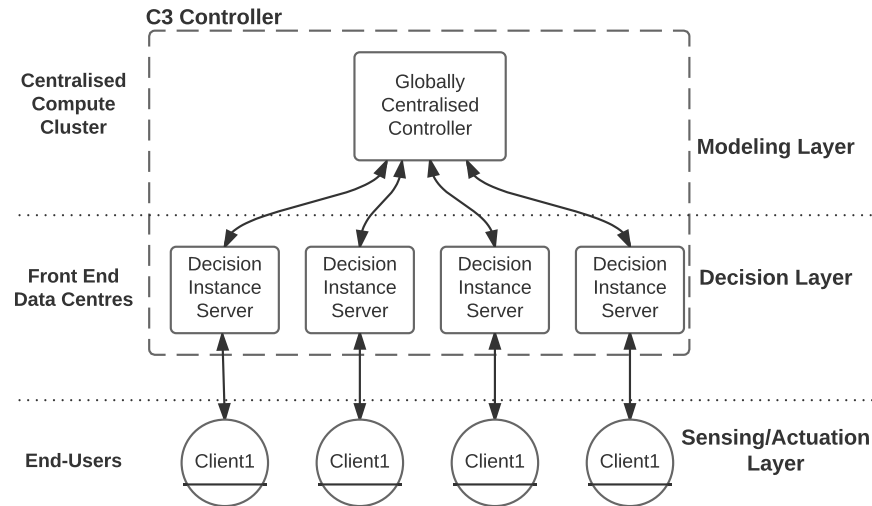 C3 Controller
Centralised
Compute
Cluster
Globally
Centralised
Controller
Modeling Layer
Front End
Data Centres
Decision
Instance
Server
Decision
Instance
Server
Decision
Instance
Server
Decision
Instance
Server
Decision Layer
End-Users
Client1
Client1
Client1
Client1
Sensing/Actuation
Layer